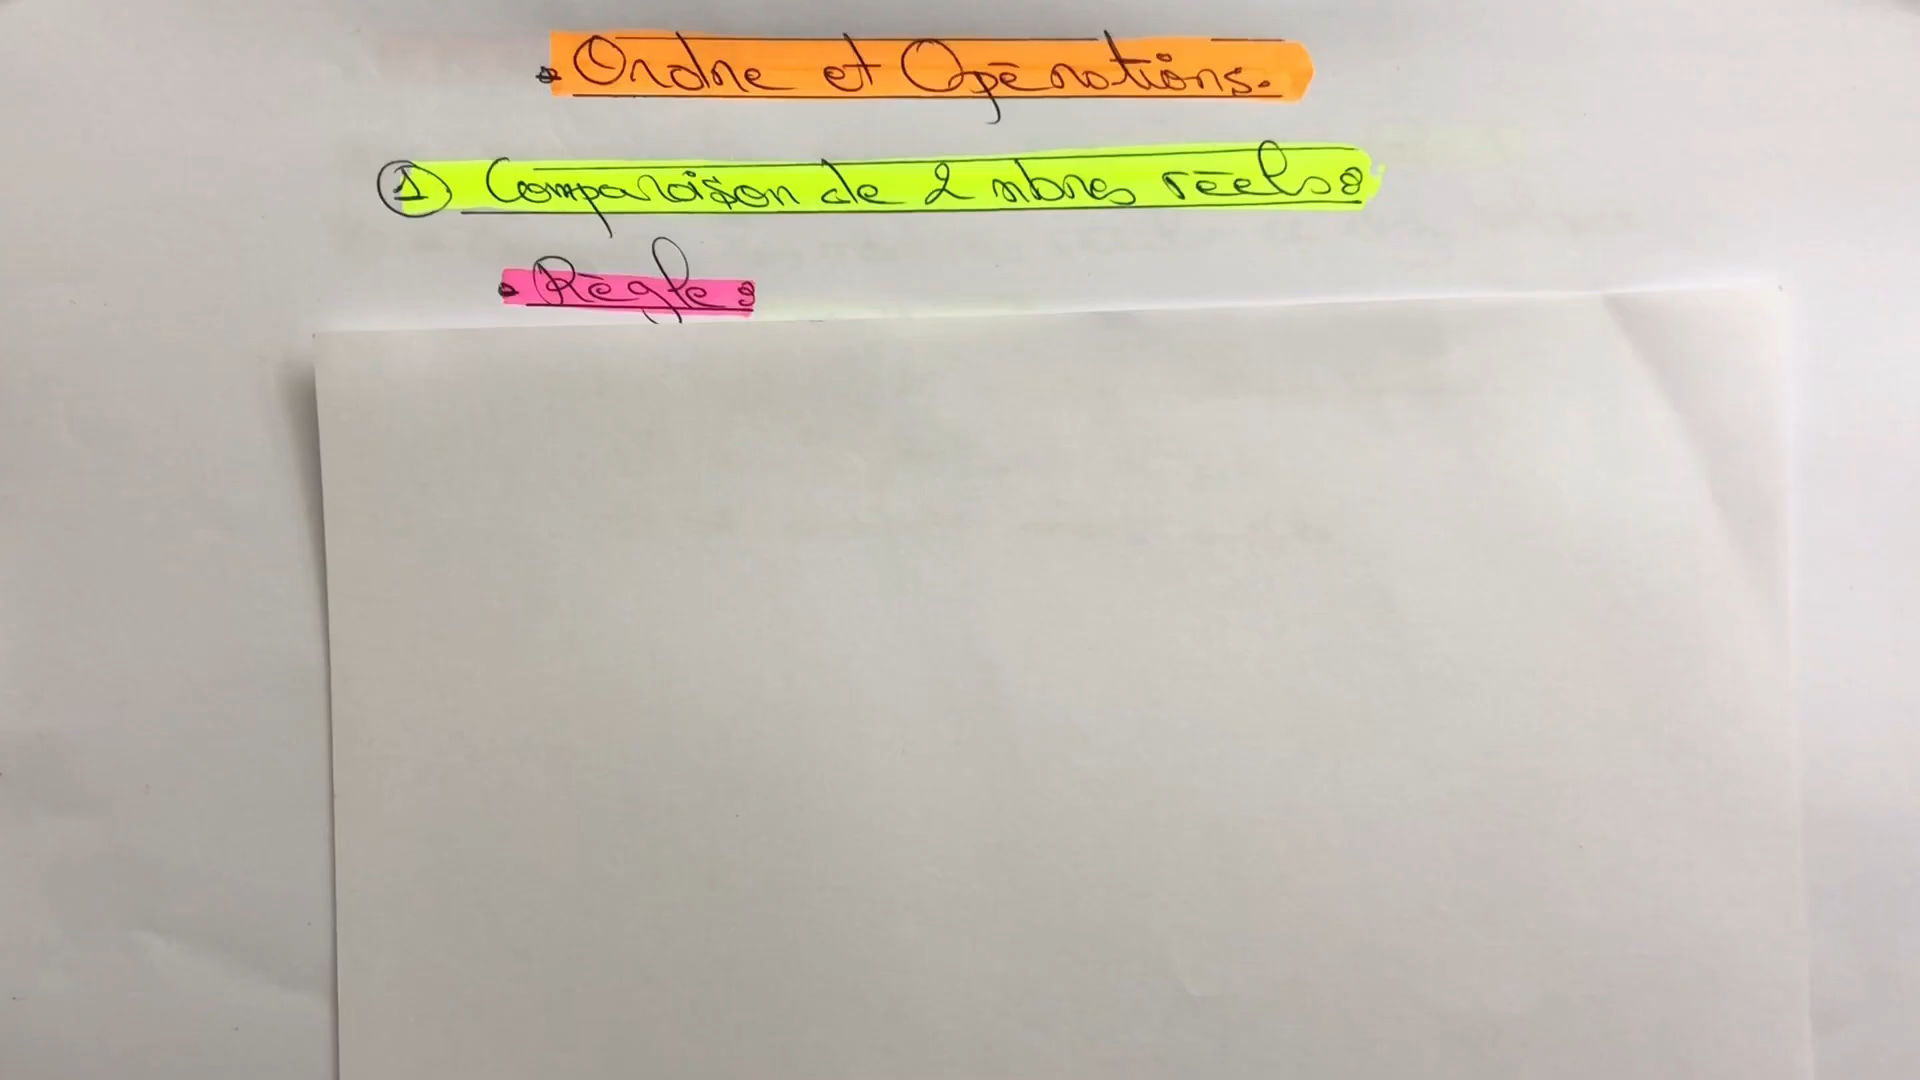 Ordre et Opérations.
① Comparaison de 2 nbres réels :
Règle :